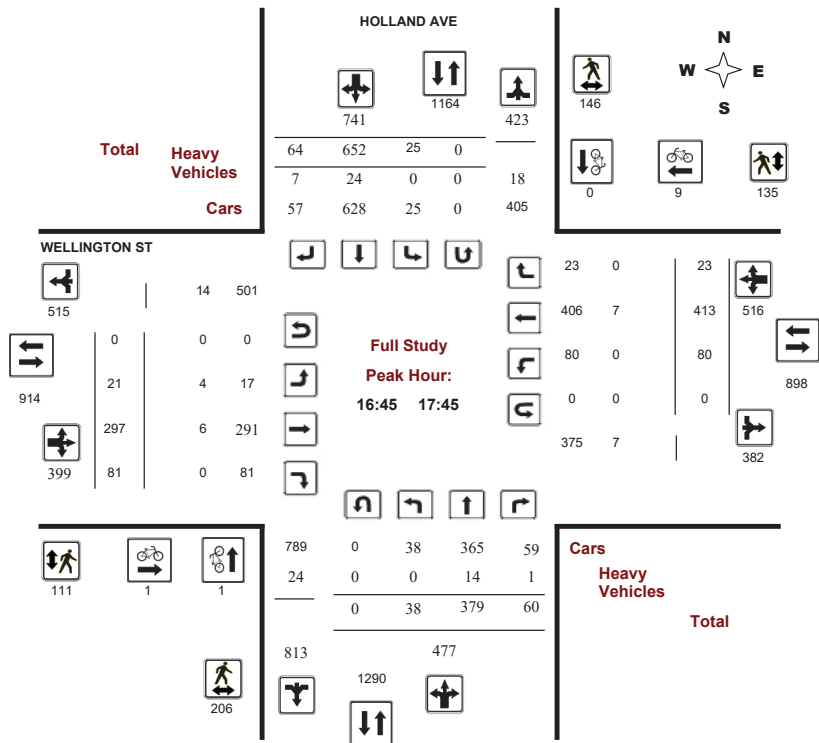 HOLLAND AVE
N
W E
S
1164
146
741 423
Total Heavy
Vehicles
64 652 25 0
7 24 0 0 18
Cars 57 628 25 0 405
0 9 135
WELLINGTON ST
515
14 501
23 0 23
516
406 7 413
0 0 0
Full Study
Peak Hour:
16:45 17:45
914
21 4 17
80 0 80
898
0 0 0
297 6 291
399
81 0 81
375 7
382
789 0 38 365 59
24 0 0 14 1
0 38 379 60
Cars
Heavy
Vehicles
Total
111 1 1
813 477
1290
206